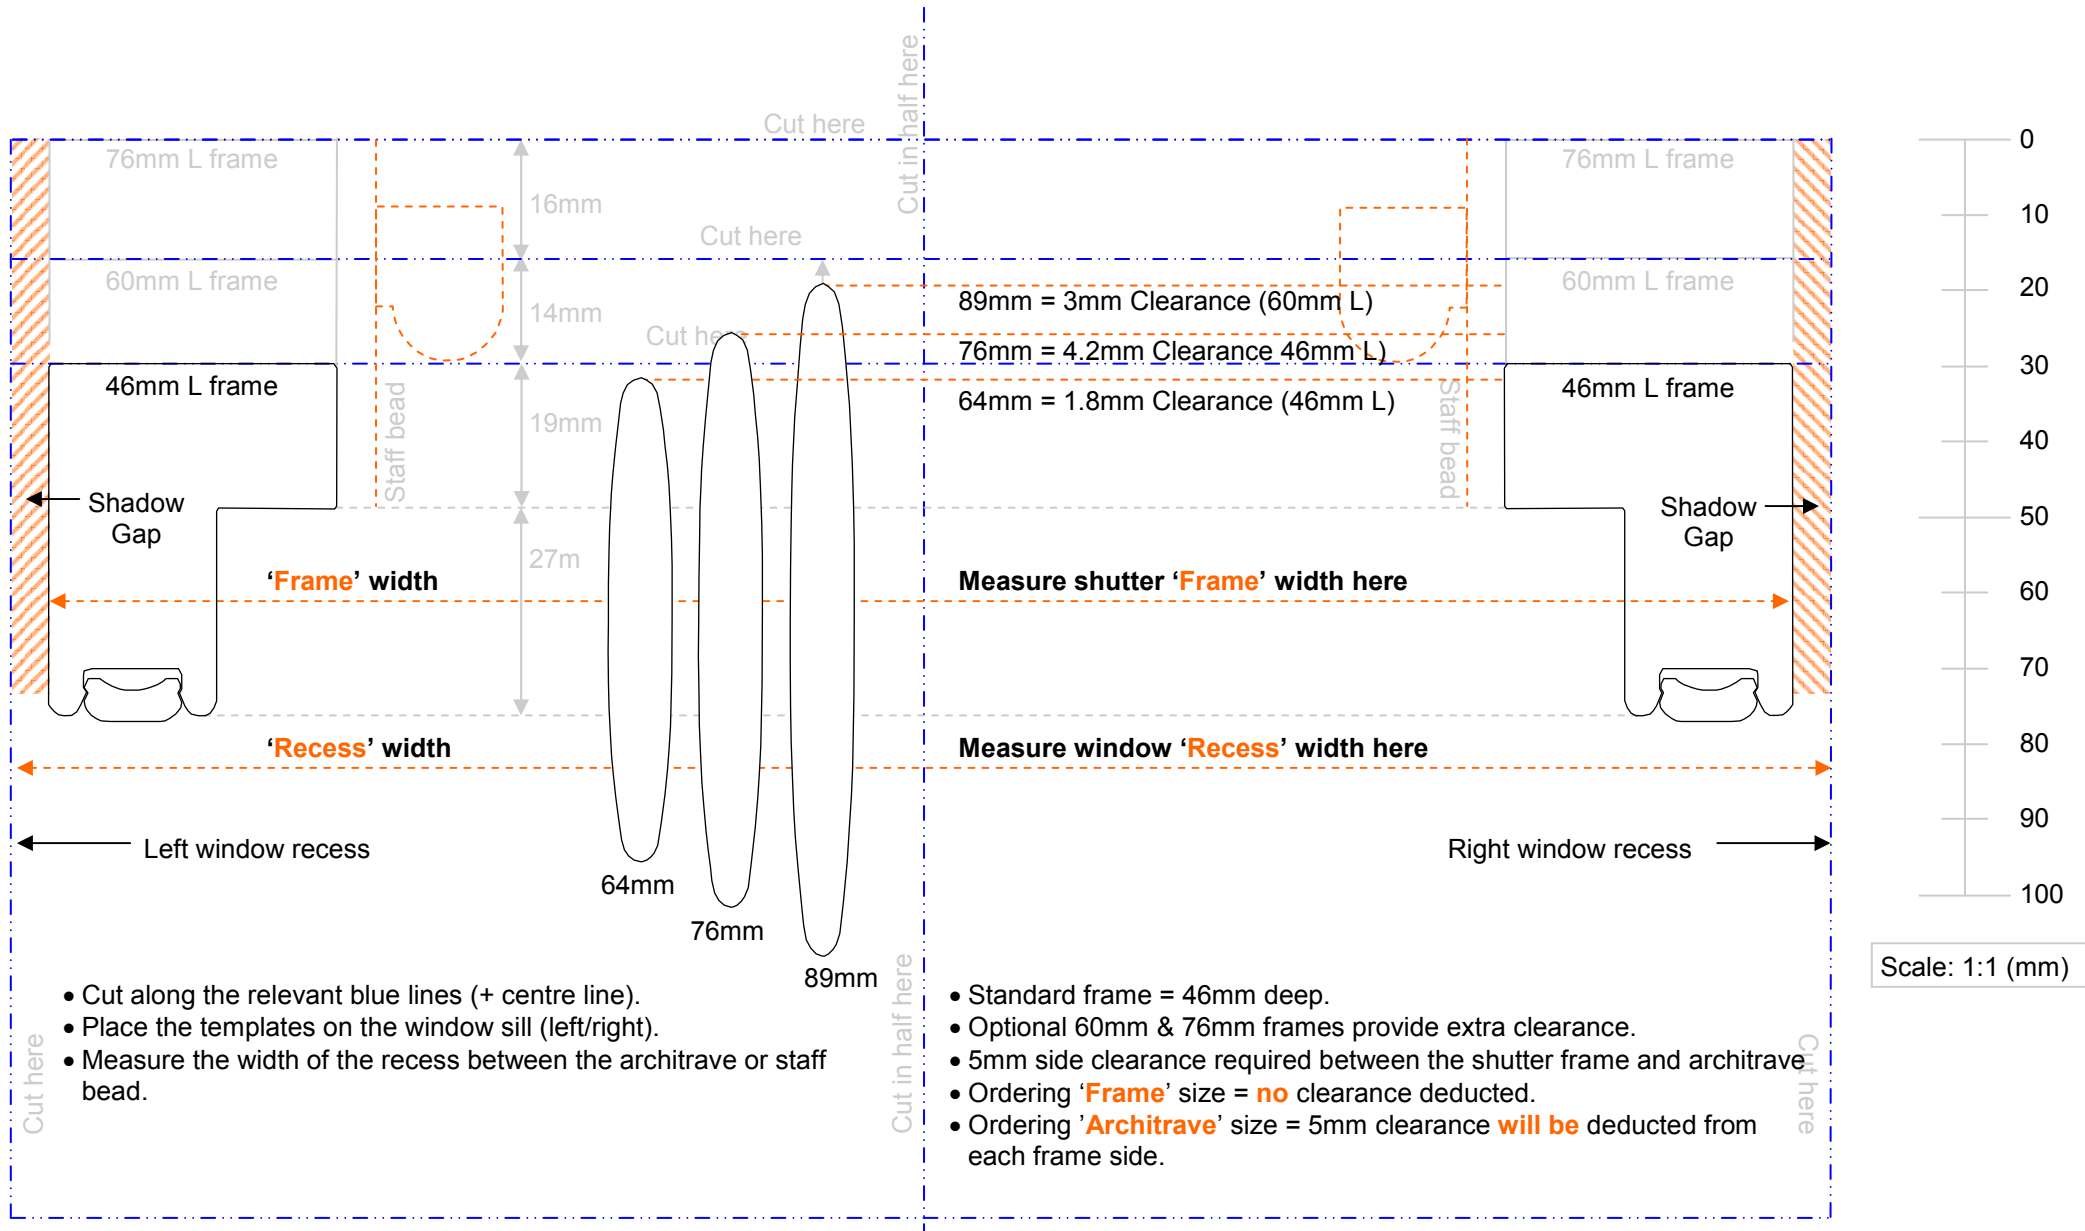 Cut in half here
Cut here
76mm L frame
76mm L frame
0
16mm
10
Cut here
60mm L frame
60mm L frame
20
89mm = 3mm Clearance (60mm L)
14mm
Cut here
76mm = 4.2mm Clearance 46mm L)
30
46mm L frame
46mm L frame
64mm = 1.8mm Clearance (46mm L)
Staff bead
19mm
Staff bead
40
Shadow
Gap
Shadow
Gap
50
27m
‘Frame’ width
Measure shutter ‘Frame’ width here
60
70
‘Recess’ width
Measure window ‘Recess’ width here
80
Left window recess
Right window recess
90
64mm
100
76mm
89mm
Scale: 1:1 (mm)
• Cut along the relevant blue lines (+ centre line).
• Place the templates on the window sill (left/right).
• Measure the width of the recess between the architrave or staff
bead.
Cut here
Cut in half here
• Standard frame = 46mm deep.
• Optional 60mm & 76mm frames provide extra clearance.
• 5mm side clearance required between the shutter frame and architrave
• Ordering ‘Frame’ size = no clearance deducted.
• Ordering ’Architrave’ size = 5mm clearance will be deducted from
each frame side.
Cut here